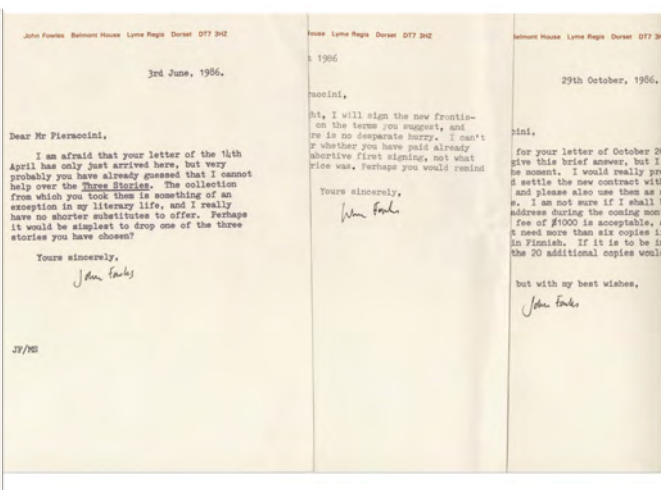 John Fowles Belmont House Lyme Regis Dorset DT7 3HZ
3rd June, 1986.
Dear Mr Pieraccini,
I am afraid that your letter of the 14th
April has only just arrived here, but very
probably you have already guessed that I cannot
help over the Three Stories. The collection
from which you took them is something of an
exception in my literary life, and I really
have no shorter substitutes to offer. Perhaps
it would be simplest to drop one of the three
stories you have chosen?
Yours sincerely,
John Fowles
JF/MS
House Lyme Regis Dorset DT7 3HZ
1986
raccini,
ht, I will sign the new frontis-
on the terms you suggest, and
re is no desperate hurry. I can't
r whether you have paid already
abortive first signing, not what
rice was. Perhaps you would remind
Yours sincerely,
John Fowles
Belmont House Lyme Regis Dorset DT7 3H
29th October, 1986.
cini,
for your letter of October 20
give this brief answer, but I
he moment. I would really pr
d settle the new contract wit
and please also use them as
e. I am not sure if I shall
address during the coming mon
fee of $1000 is acceptable,
t need more than six copies i
in Finnish. If it is to be i
the 20 additional copies woul
but with my best wishes,
John Fowles